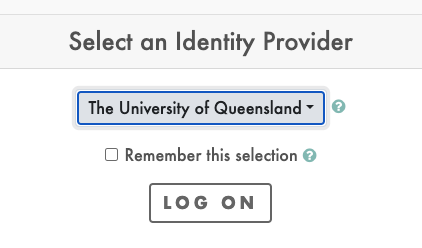 Select an Identity Provider
The University of Queensland ?
Remember this selection ?
LOG ON